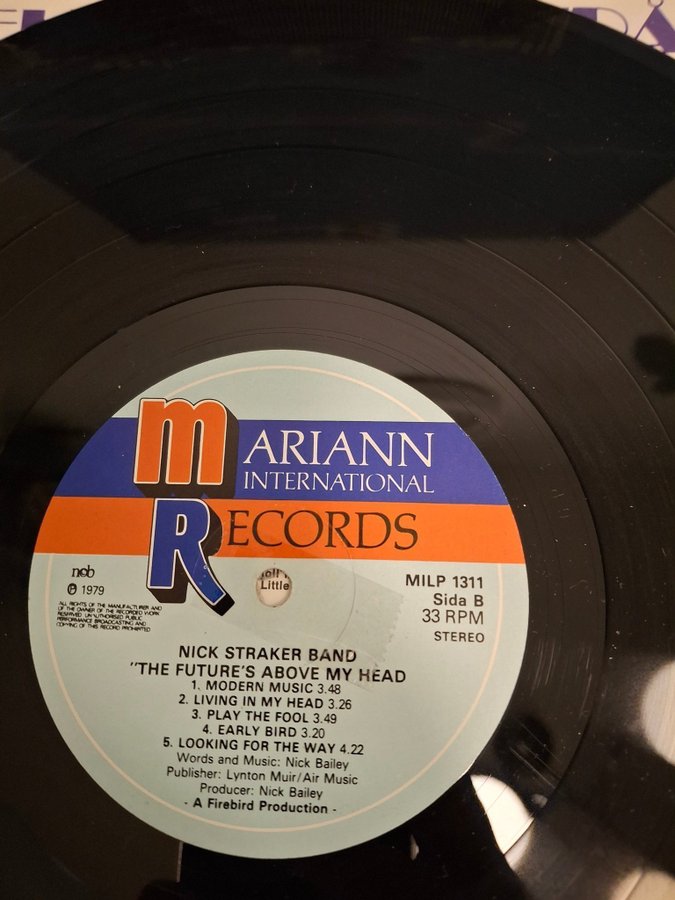 MARIANN
INTERNATIONAL
RECORDS
ncb
℗ 1979
ALL RIGHTS OF THE MANUFACTURER AND
OF THE OWNER OF THE RECORDED WORK
RESERVED UNAUTHORISED PUBLIC
PERFORMANCE BROADCASTING AND
COPYING OF THIS RECORD PROHIBITED
Little
MILP 1311
Sida B
33 RPM
STEREO
NICK STRAKER BAND
"THE FUTURE'S ABOVE MY HEAD
1. MODERN MUSIC 3.48
2. LIVING IN MY HEAD 3.26
3. PLAY THE FOOL 3.49
4. EARLY BIRD 3.20
5. LOOKING FOR THE WAY 4.22
Words and Music: Nick Bailey
Publisher: Lynton Muir/Air Music
Producer: Nick Bailey
- A Firebird Production -